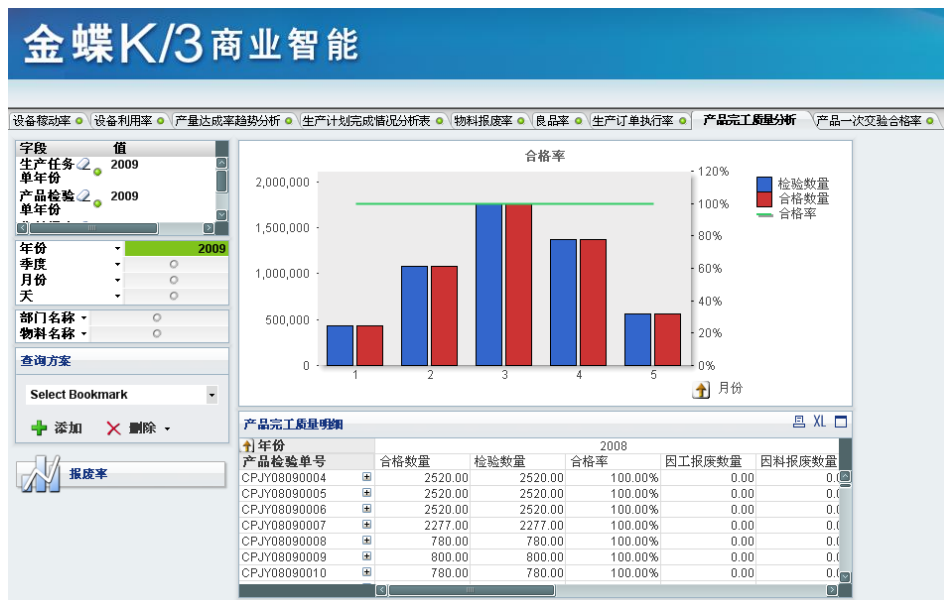 金蝶K/3商业智能
设备稼动率 设备利用率 产量达成率趋势分析 生产计划完成情况分析表 物料报废率 良品率 生产订单执行率 产品完工质量分析 产品一次交验合格率
字段 值
生产任务单年份 2009
产品检验单年份 2009
年份 2009
季度
月份
天
部门名称
物料名称
查询方案
Select Bookmark
添加 删除
报废率
合格率
2,000,000
1,500,000
1,000,000
500,000
0
120%
100%
80%
60%
40%
20%
0%
1 2 3 4 5
月份
检验数量
合格数量
合格率
产品完工质量明细 XL
年份 2008
产品检验单号 合格数量 检验数量 合格率 因工报废数量 因料报废数量
CPJY08090004 2520.00 2520.00 100.00% 0.00
CPJY08090005 2520.00 2520.00 100.00% 0.00
CPJY08090006 2520.00 2520.00 100.00% 0.00
CPJY08090007 2277.00 2277.00 100.00% 0.00
CPJY08090008 780.00 780.00 100.00% 0.00
CPJY08090009 800.00 800.00 100.00% 0.00
CPJY08090010 780.00 780.00 100.00% 0.00